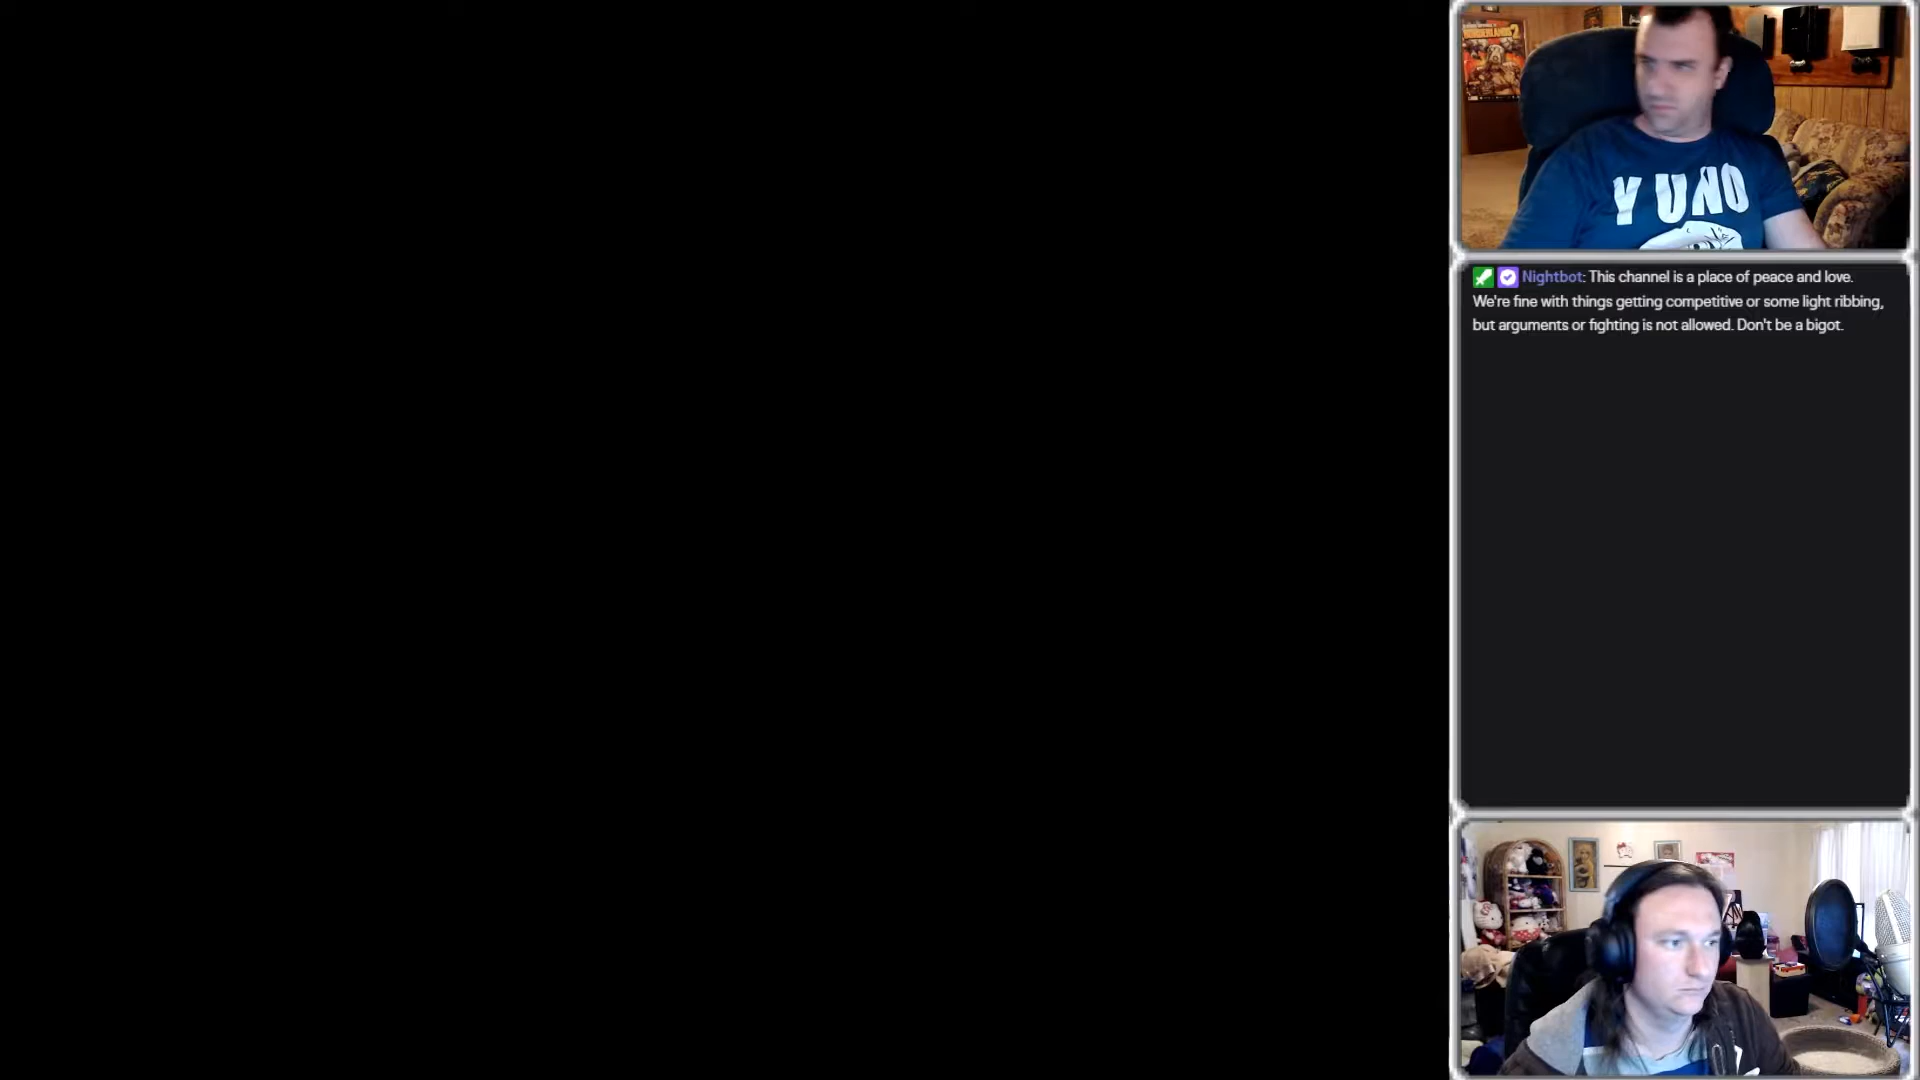 Y U NO
Nightbot: This channel is a place of peace and love.
We're fine with things getting competitive or some light ribbing,
but arguments or fighting is not allowed. Don't be a bigot.